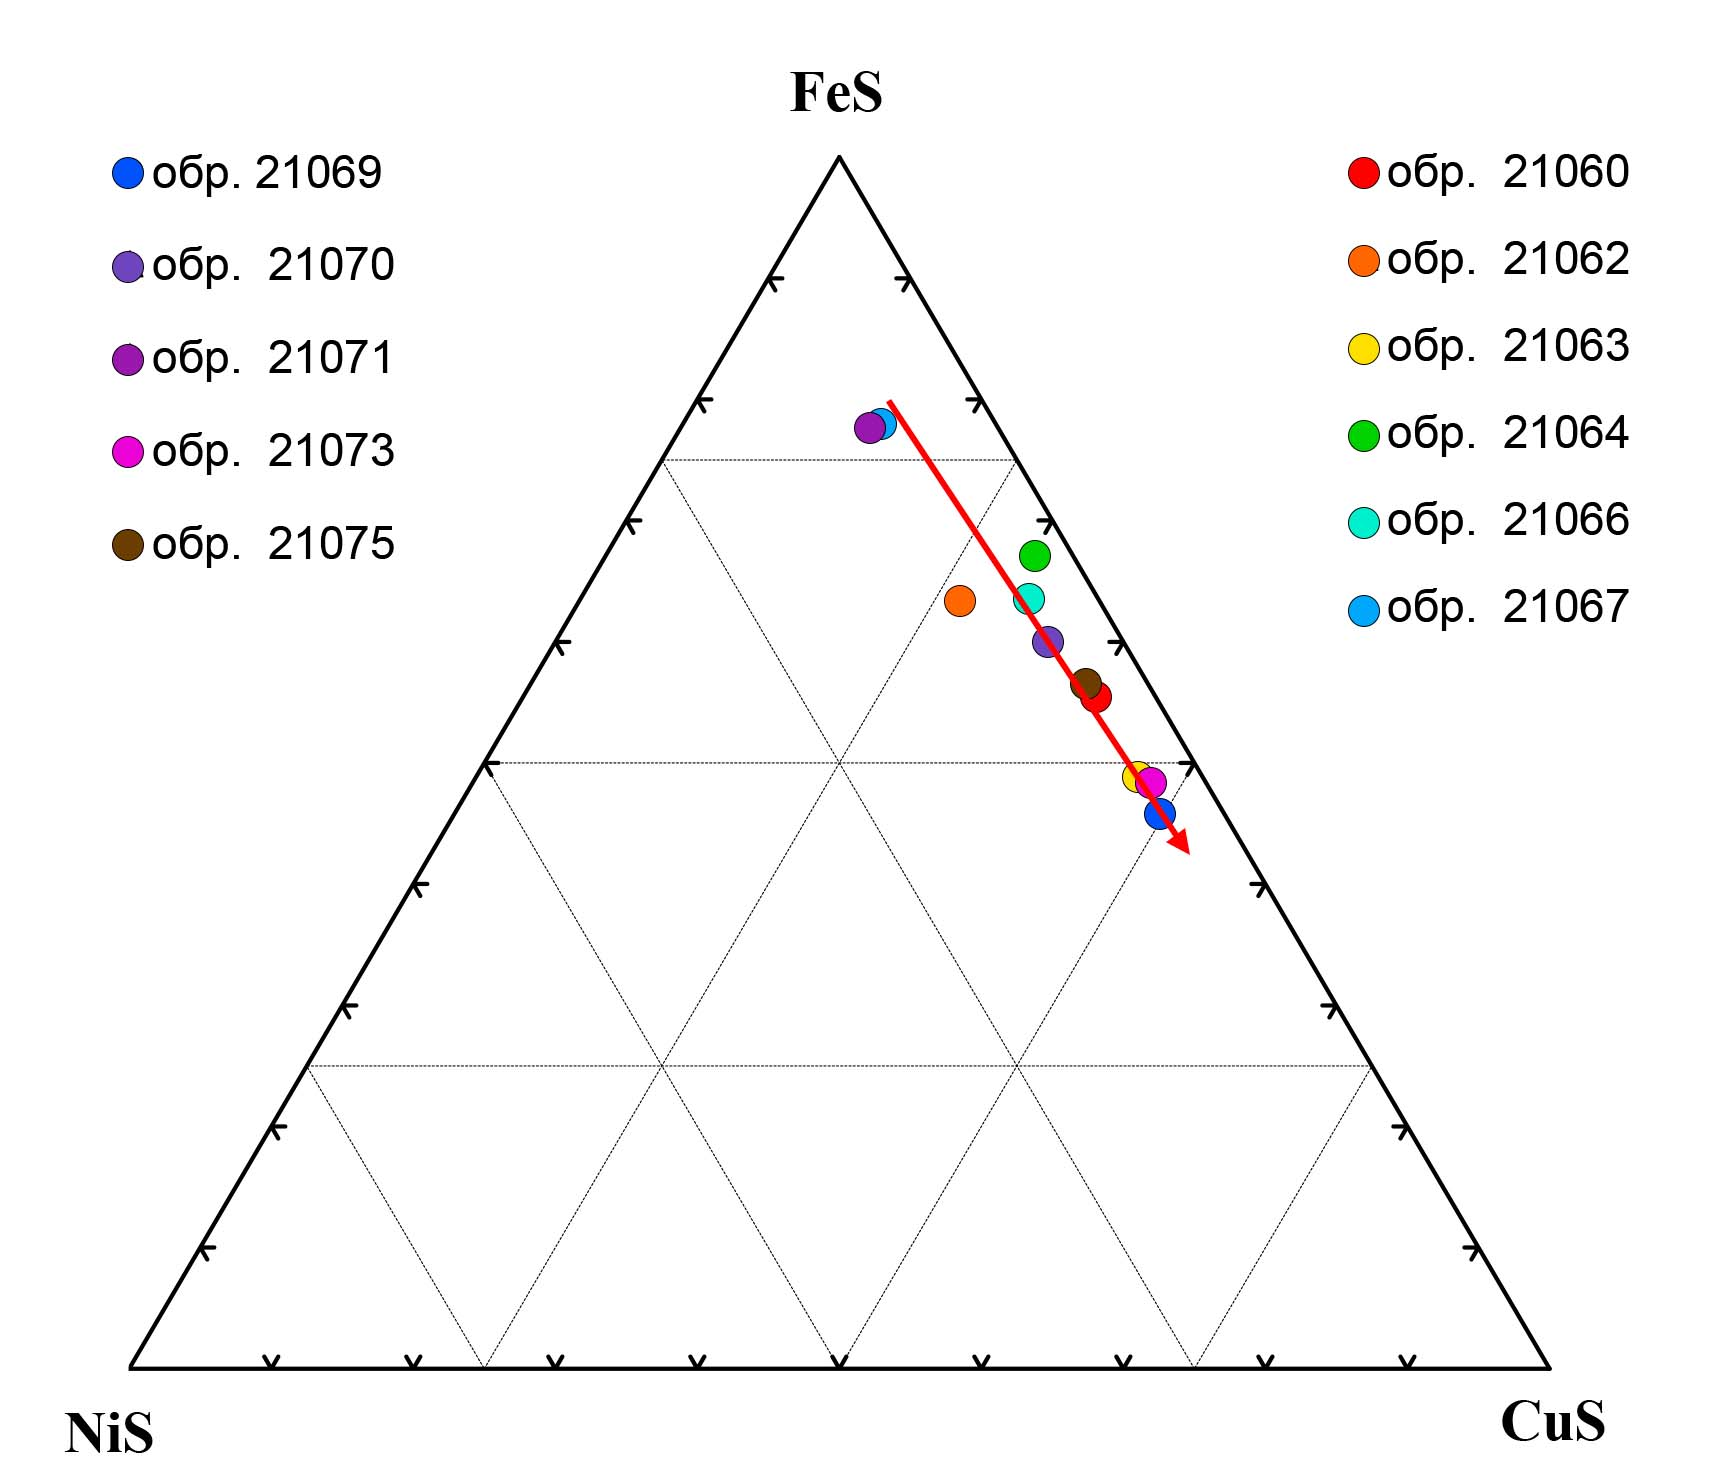 FeS
обр. 21069
обр. 21070
обр. 21071
обр. 21073
обр. 21075
обр. 21060
обр. 21062
обр. 21063
обр. 21064
обр. 21066
обр. 21067
NiS
CuS